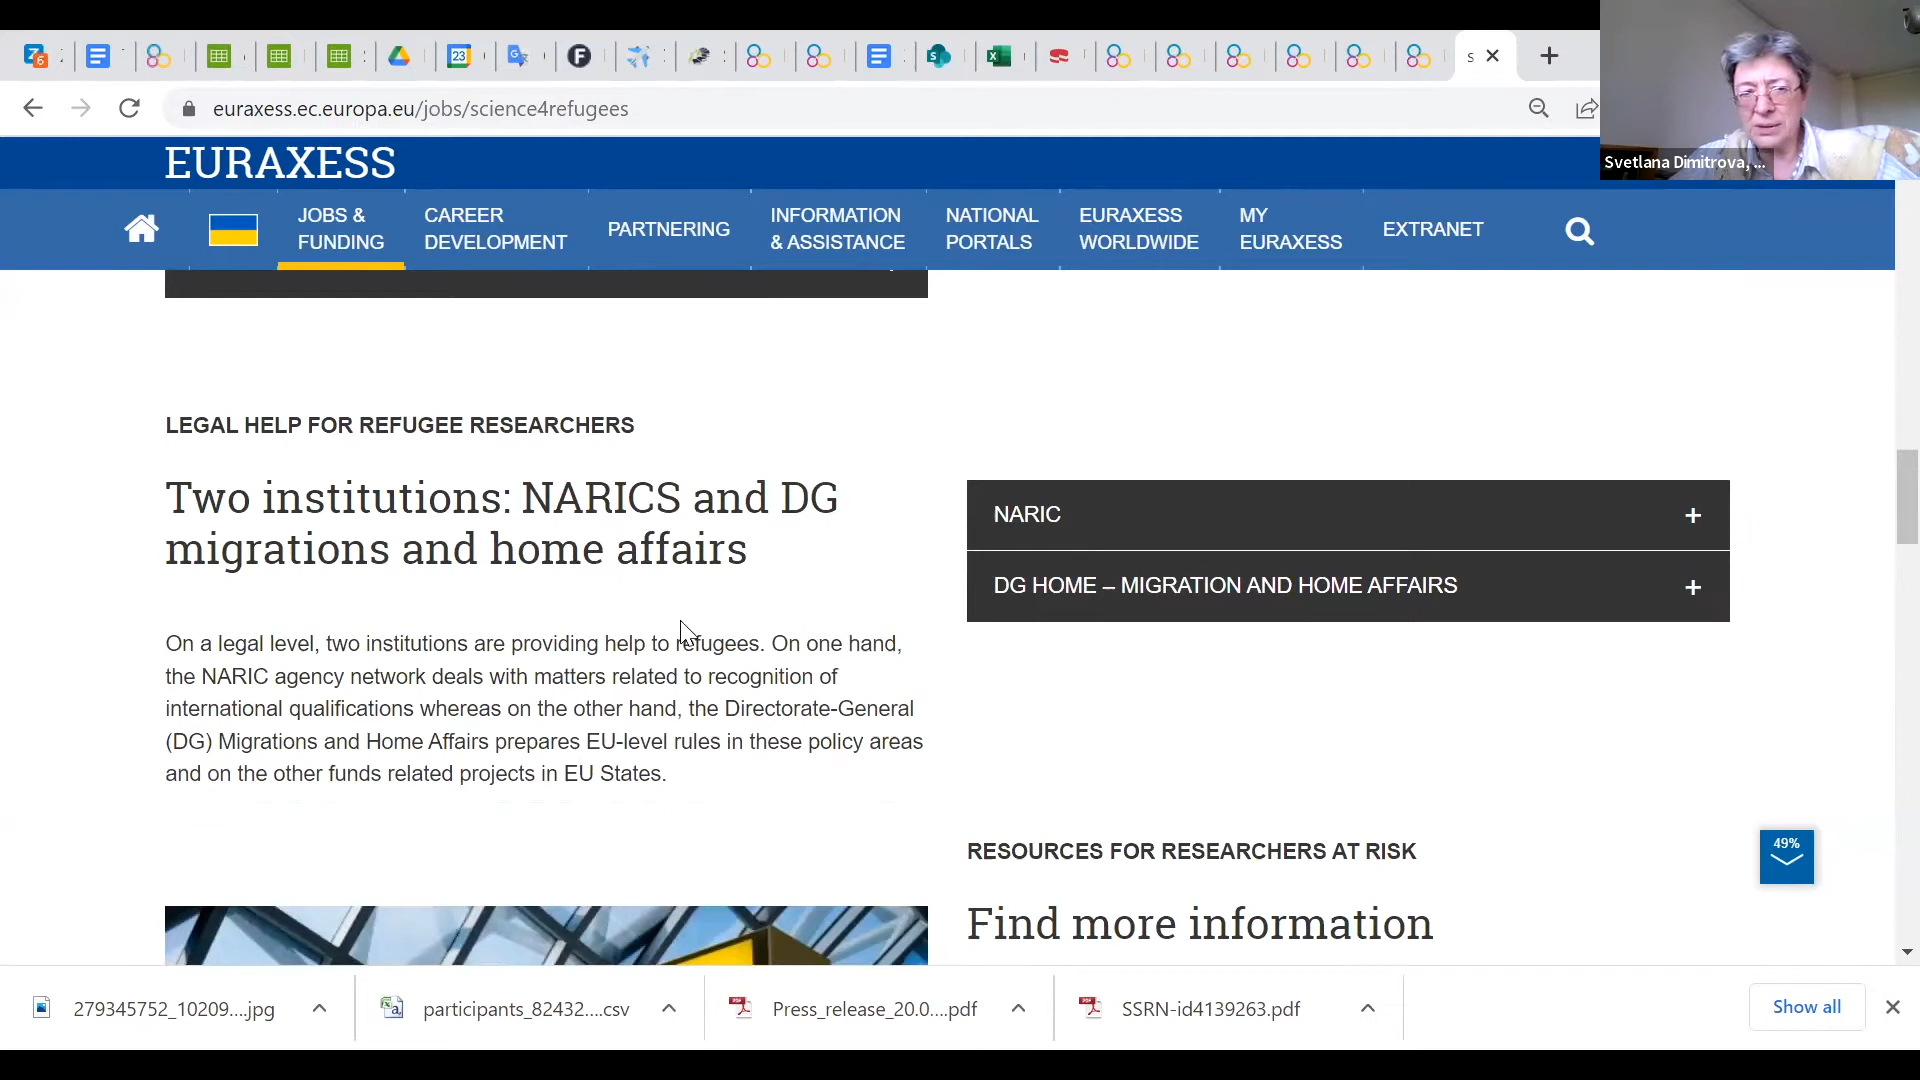 6
23
s
euraxess.ec.europa.eu/jobs/science4refugees
Svetlana Dimitrova, ...
EURAXESS
JOBS &
FUNDING
CAREER
DEVELOPMENT
PARTNERING
INFORMATION
& ASSISTANCE
NATIONAL
PORTALS
EURAXESS
WORLDWIDE
MY
EURAXESS
EXTRANET
LEGAL HELP FOR REFUGEE RESEARCHERS
Two institutions: NARICS and DG
migrations and home affairs
On a legal level, two institutions are providing help to refugees. On one hand,
the NARIC agency network deals with matters related to recognition of
international qualifications whereas on the other hand, the Directorate-General
(DG) Migrations and Home Affairs prepares EU-level rules in these policy areas
and on the other funds related projects in EU States.
NARIC
DG HOME – MIGRATION AND HOME AFFAIRS
RESOURCES FOR RESEARCHERS AT RISK
Find more information
49%
279345752_10209....jpg
participants_82432....csv
Press_release_20.0....pdf
SSRN-id4139263.pdf
Show all